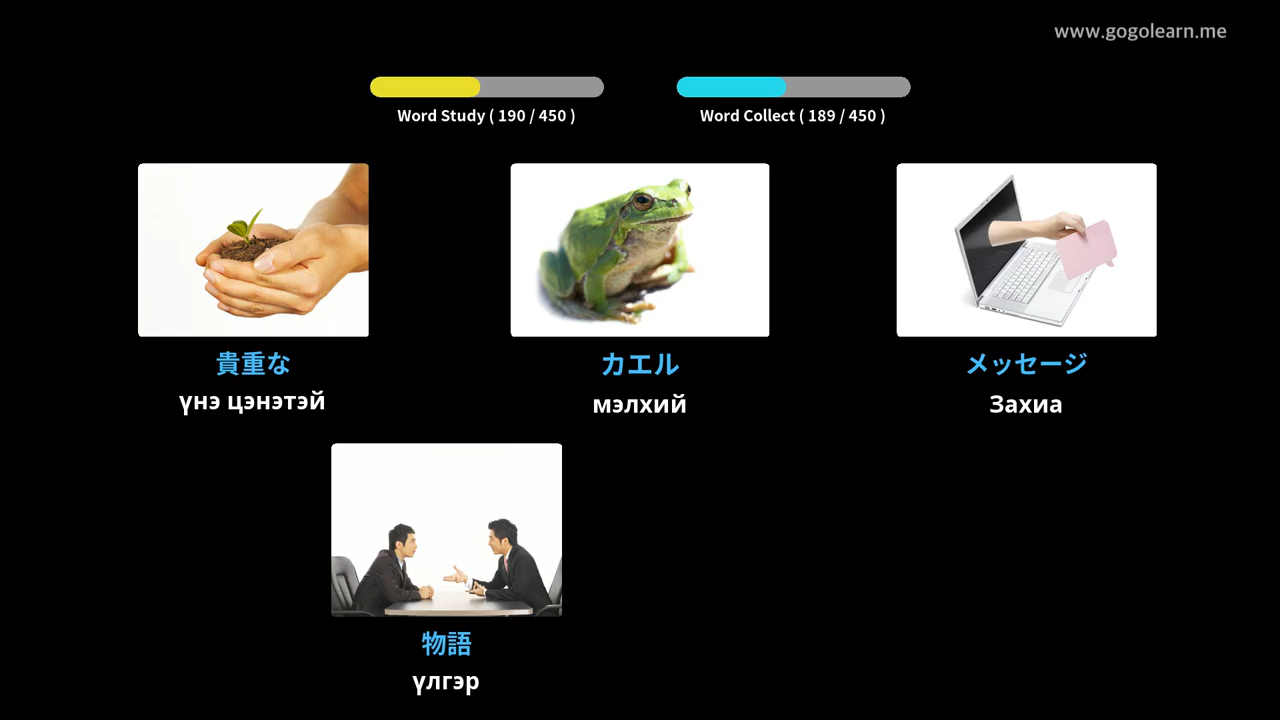 www.gogolearn.me
Word Study ( 190 / 450 )
Word Collect ( 189 / 450 )
貴重な
үнэ цэнэтэй
カエル
мэлхий
メッセージ
Захиа
物語
үлгэр